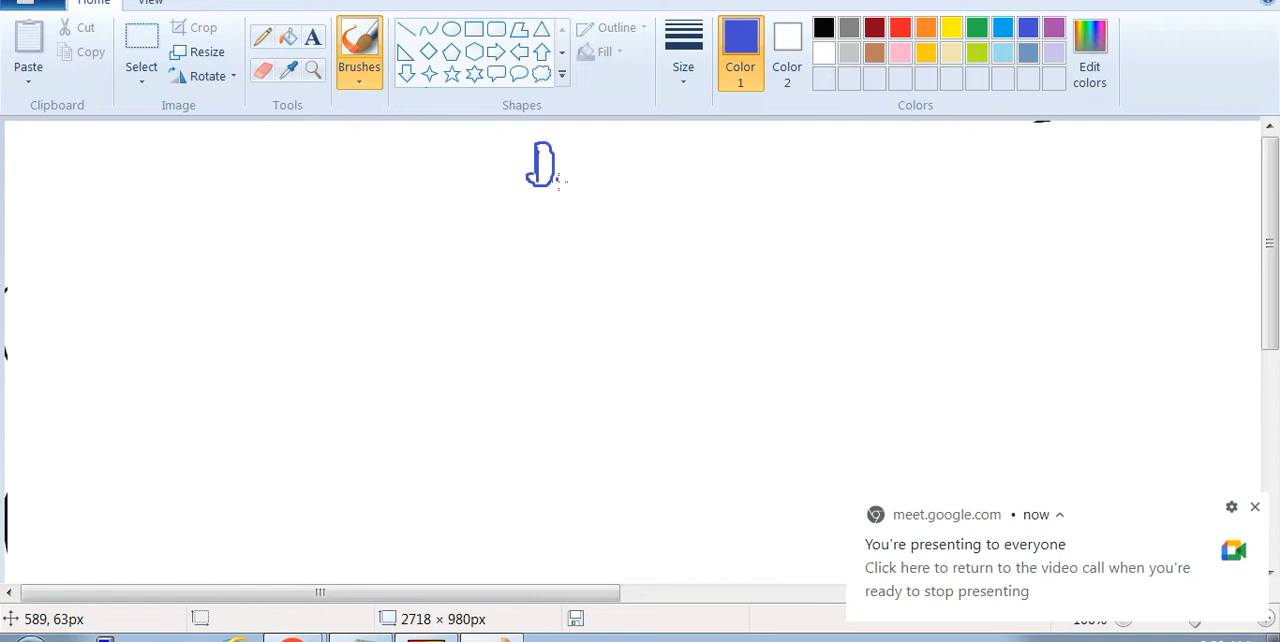 Home View
Paste Cut Copy Clipboard
Select Crop Resize Rotate Image
A Tools
Brushes
Outline Fill Shapes
Size
Color 1 Color 2 Edit colors Colors
D
meet.google.com • now
You're presenting to everyone
Click here to return to the video call when you're
ready to stop presenting
589, 63px 2718 × 980px